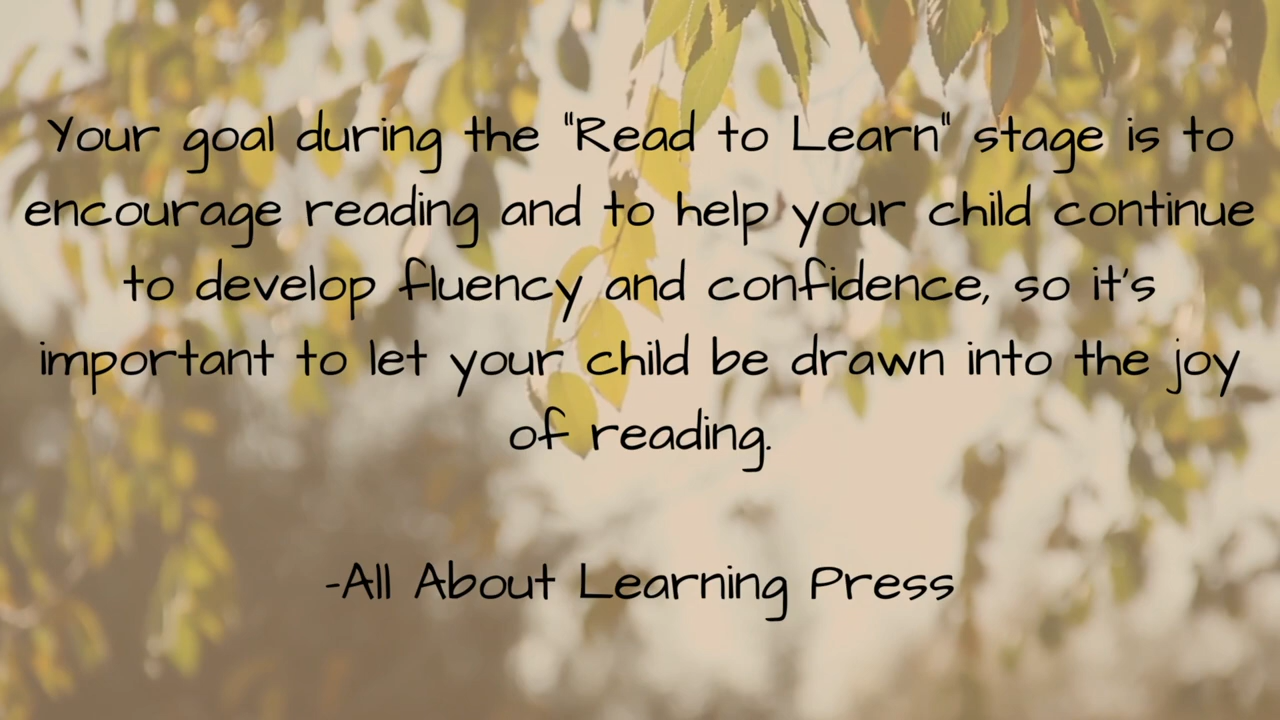 Your goal during the "Read to Learn" stage is to
encourage reading and to help your child continue
to develop fluency and confidence, so it's
important to let your child be drawn into the joy
of reading.
-All About Learning Press